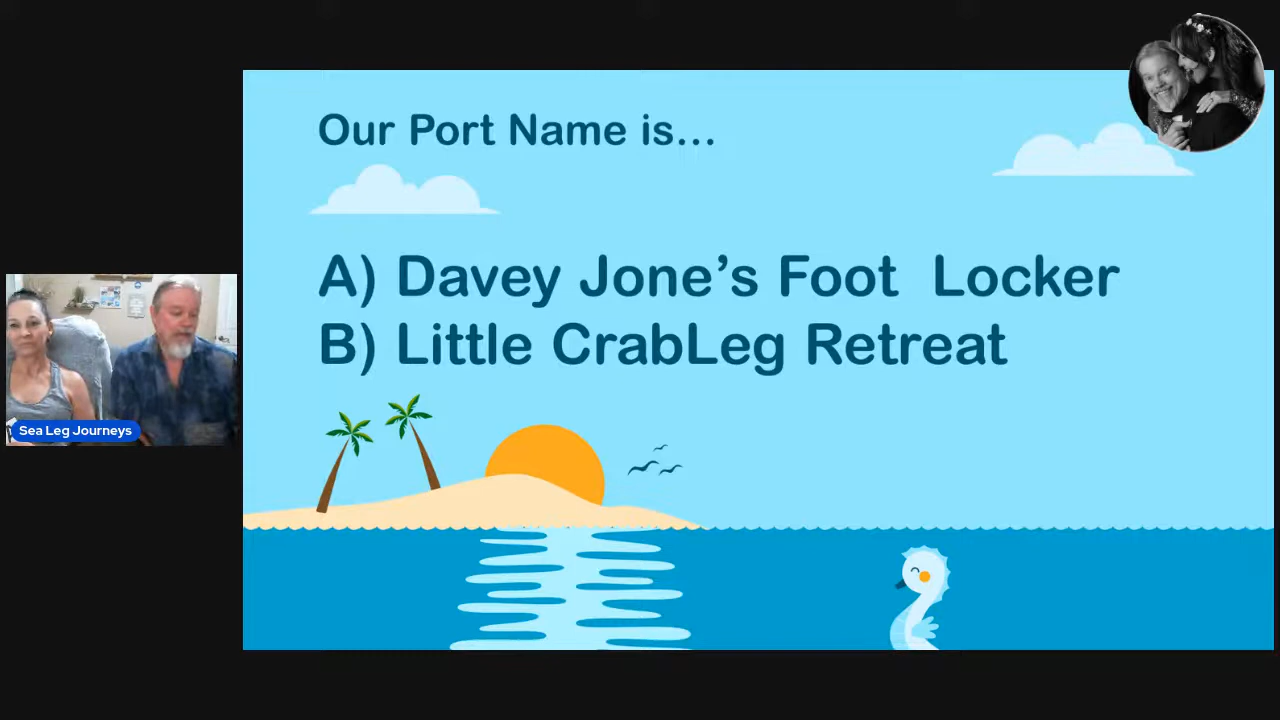 Our Port Name is...
A) Davey Jone’s Foot Locker
B) Little CrabLeg Retreat
Sea Leg Journeys